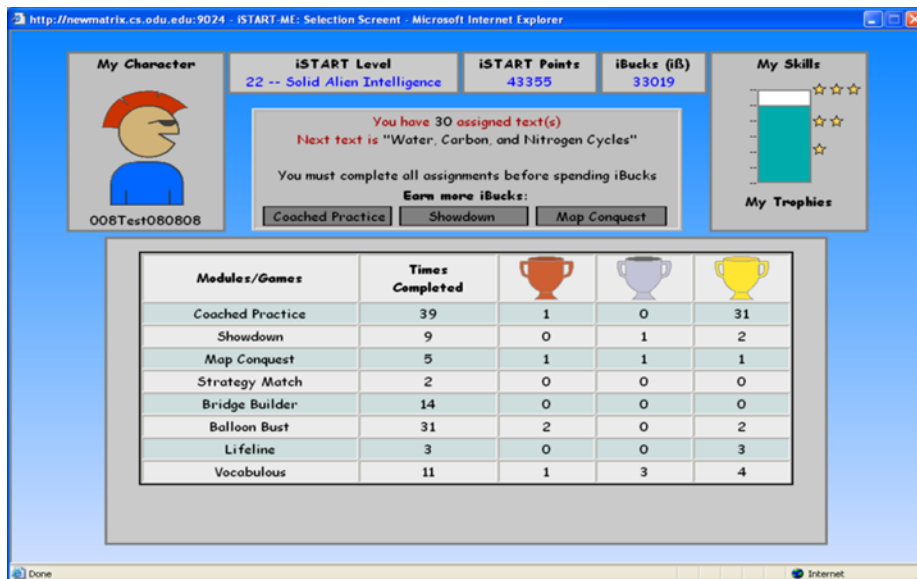 http://newmatrix.cs.odu.edu:9024 - iSTART-ME: Selection Screent - Microsoft Internet Explorer
My Character
008Test080808
iSTART Level
22 -- Solid Alien Intelligence
iSTART Points
43355
iBucks (iß)
33019
You have 30 assigned text(s)
Next text is "Water, Carbon, and Nitrogen Cycles"
You must complete all assignments before spending iBucks
Earn more iBucks:
Coached Practice Showdown Map Conquest
My Skills
My Trophies
Modules/Games Times Completed
Coached Practice 39 1 0 31
Showdown 9 0 1 2
Map Conquest 5 1 1 1
Strategy Match 2 0 0 0
Bridge Builder 14 0 0 0
Balloon Bust 31 2 0 2
Lifeline 3 0 0 3
Vocabulous 11 1 3 4
Done
Internet